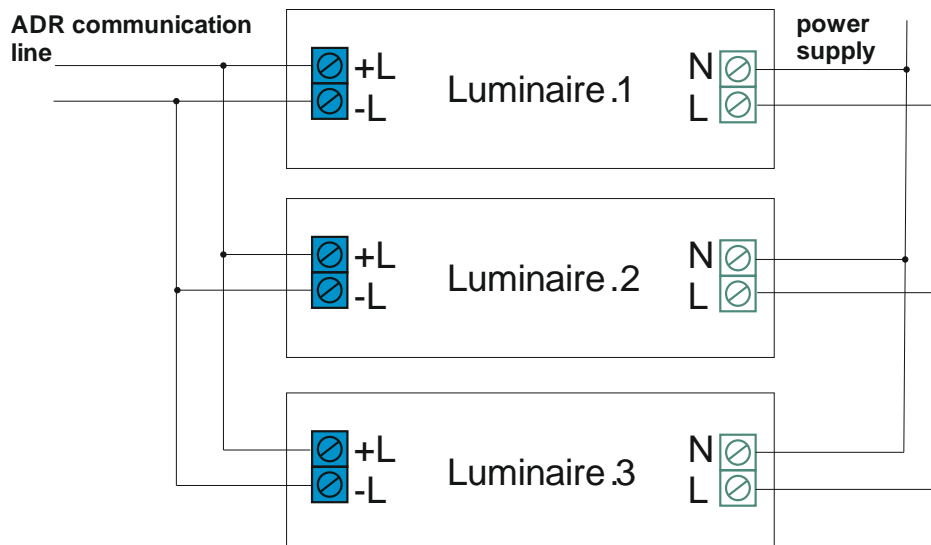 ADR communication
line
power
supply
+L
-L
Luminaire.1
N
L
+L
-L
Luminaire.2
N
L
+L
-L
Luminaire.3
N
L